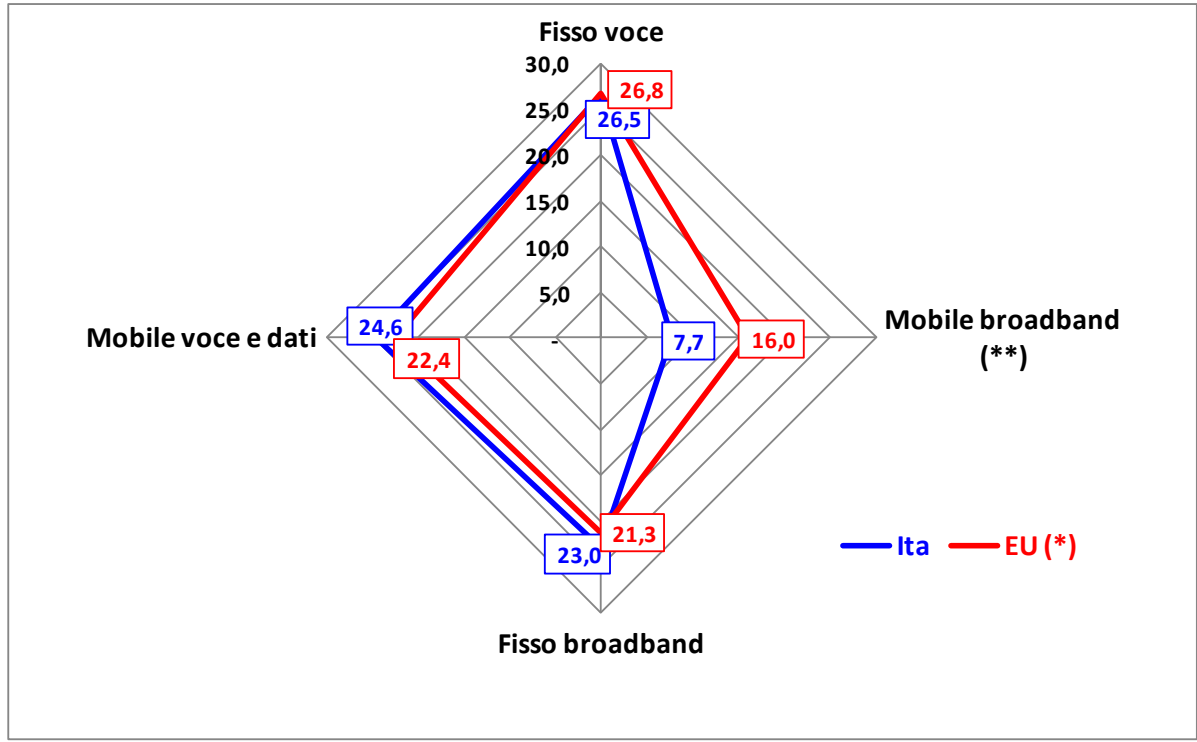 Fisso voce
30,0
26,8
25,0
26,5
20,0
15,0
10,0
5,0
-
Mobile voce e dati
24,6
22,4
7,7
16,0
Mobile broadband
(**)
23,0
21,3
Ita
EU (*)
Fisso broadband